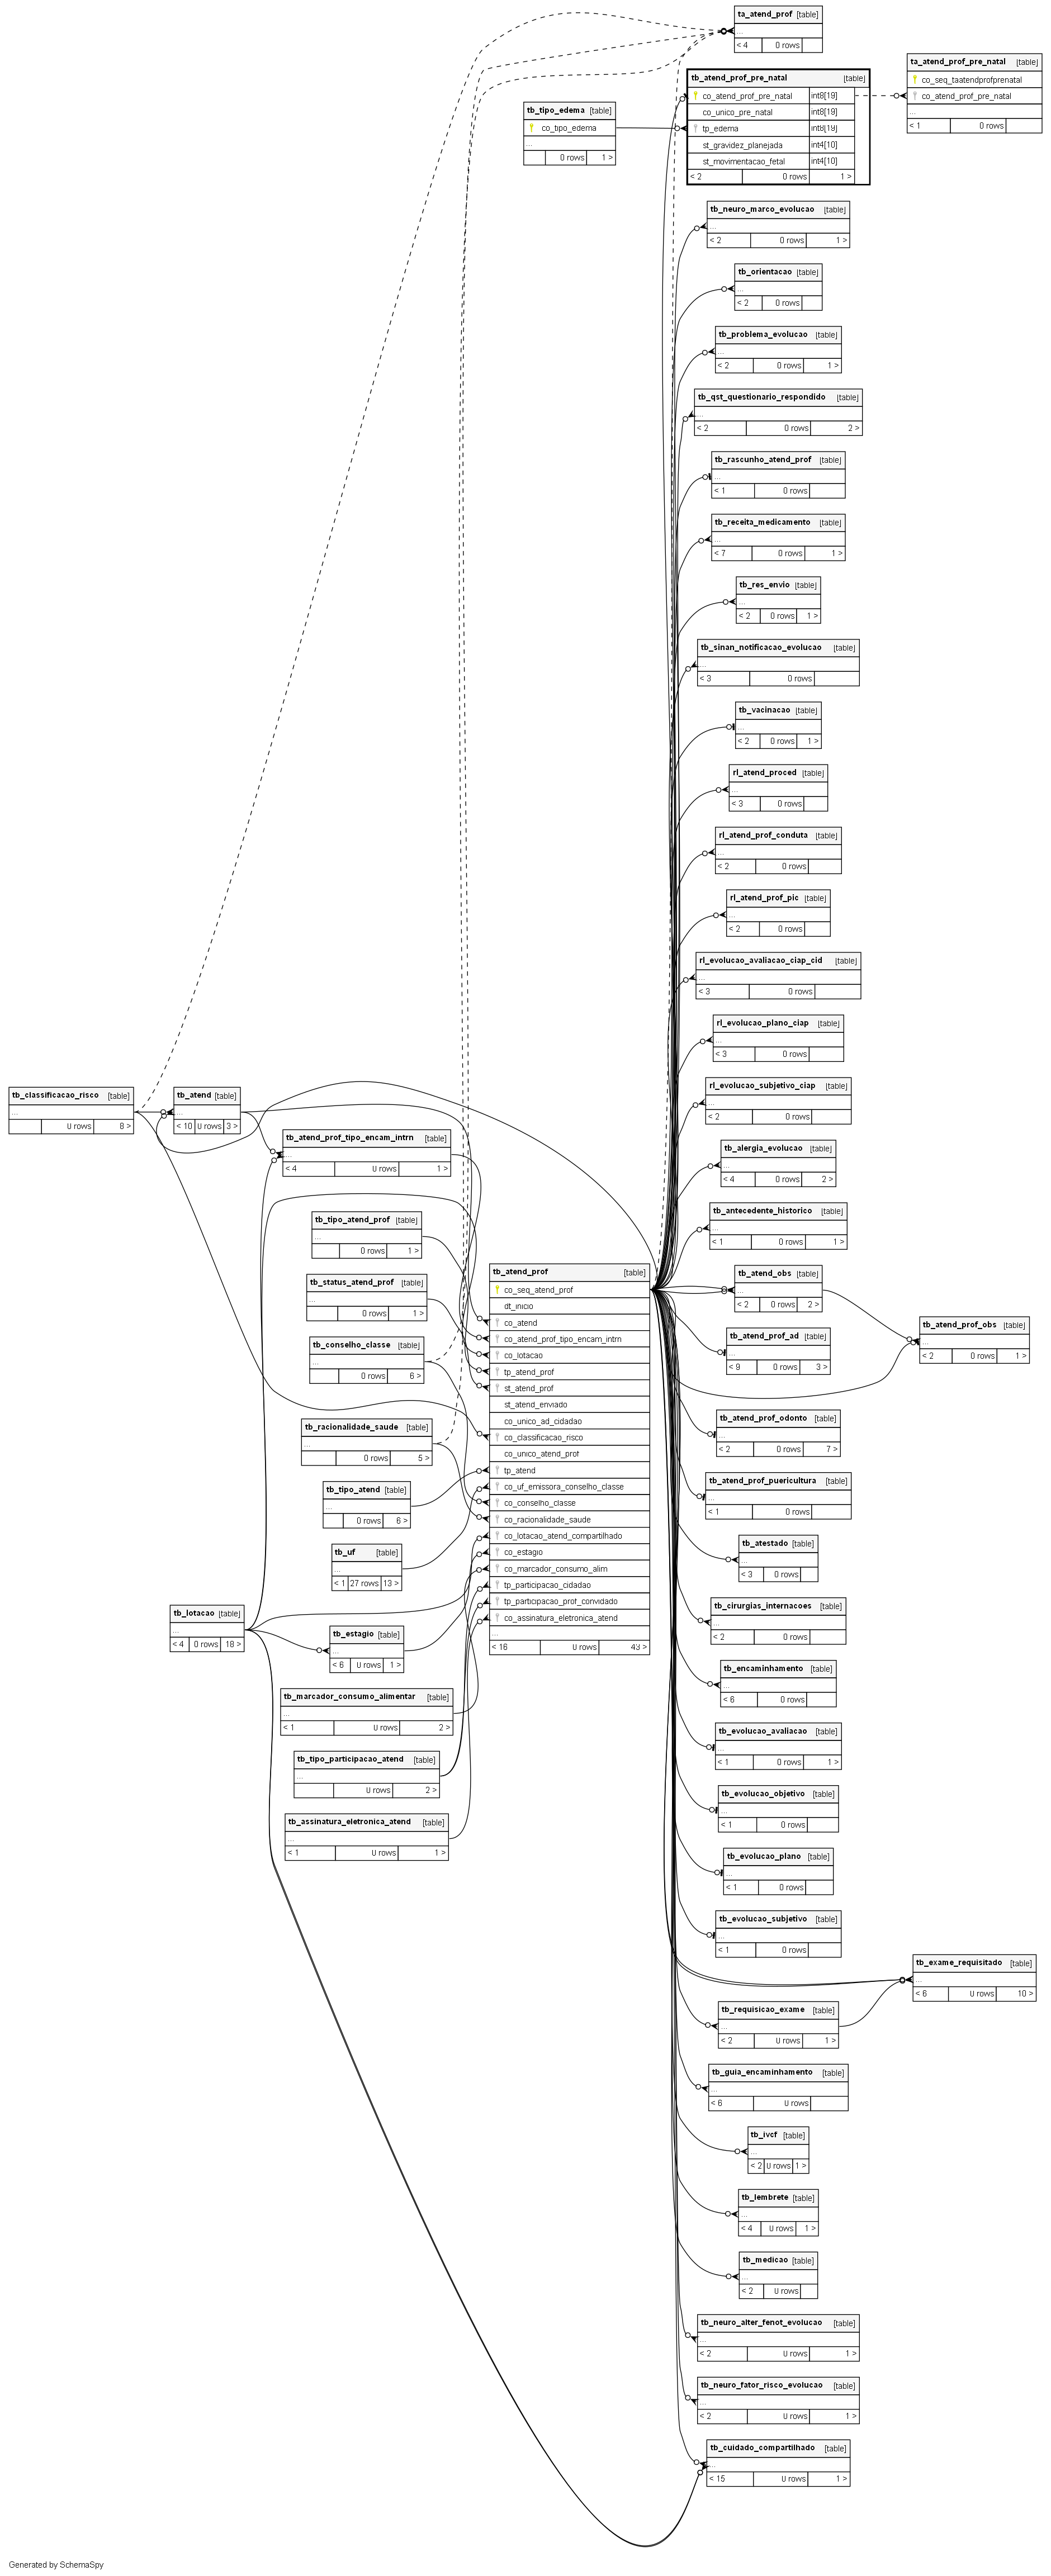 ta_atend_prof [table]
...
< 4 0 rows
ta_atend_prof_pre_natal [table]
co_seq_taatendprofprenatal
co_atend_prof_pre_natal
...
< 1 0 rows
tb_atend_prof_pre_natal [table]
co_atend_prof_pre_natal int8[19]
co_unico_pre_natal int8[19]
tp_edema int8[19]
st_gravidez_planejada int4[10]
st_movimentacao_fetal int4[10]
< 2 0 rows 1 >
tb_tipo_edema [table]
co_tipo_edema
...
0 rows 1 >
tb_neuro_marco_evolucao [table]
...
< 2 0 rows 1 >
tb_orientacao [table]
...
< 2 0 rows
tb_problema_evolucao [table]
...
< 2 0 rows 1 >
tb_qst_questionario_respondido [table]
...
< 2 0 rows 2 >
tb_rascunho_atend_prof [table]
...
< 1 0 rows
tb_receita_medicamento [table]
...
< 7 0 rows 1 >
tb_res_envio [table]
...
< 2 0 rows 1 >
tb_sinan_notificacao_evolucao [table]
...
< 3 0 rows
tb_vacinacao [table]
...
< 2 0 rows 1 >
rl_atend_proced [table]
...
< 3 0 rows
rl_atend_prof_conduta [table]
...
< 2 0 rows
rl_atend_prof_pic [table]
...
< 2 0 rows
rl_evolucao_avaliacao_ciap_cid [table]
...
< 3 0 rows
rl_evolucao_plano_ciap [table]
...
< 3 0 rows
rl_evolucao_subjetivo_ciap [table]
...
< 2 0 rows
tb_classificacao_risco [table]
...
0 rows 8 >
tb_atend [table]
...
< 10 0 rows 3 >
tb_atend_prof_tipo_encam_intrn [table]
...
< 4 0 rows 1 >
tb_alergia_evolucao [table]
...
< 4 0 rows 2 >
tb_tipo_atend_prof [table]
...
0 rows 1 >
tb_antecedente_historico [table]
...
< 1 0 rows 1 >
tb_status_atend_prof [table]
...
0 rows 1 >
tb_conselho_classe [table]
...
0 rows 6 >
tb_racionalidade_saude [table]
...
0 rows 5 >
tb_tipo_atend [table]
...
0 rows 6 >
tb_uf [table]
...
< 1 27 rows 13 >
tb_lotacao [table]
...
< 4 0 rows 18 >
tb_estagio [table]
...
< 6 0 rows 1 >
tb_marcador_consumo_alimentar [table]
...
< 1 0 rows 2 >
tb_tipo_participacao_atend [table]
...
0 rows 2 >
tb_assinatura_eletronica_atend [table]
...
< 1 0 rows 1 >
tb_atend_prof [table]
co_seq_atend_prof
dt_inicio
co_atend
co_atend_prof_tipo_encam_intrn
co_lotacao
tp_atend_prof
st_atend_prof
st_atend_enviado
co_unico_ad_cidadao
co_classificacao_risco
co_unico_atend_prof
tp_atend
co_uf_emissora_conselho_classe
co_conselho_classe
co_racionalidade_saude
co_lotacao_atend_compartilhado
co_estagio
co_marcador_consumo_alim
tp_participacao_cidadao
tp_participacao_prof_convidado
co_assinatura_eletronica_atend
...
< 16 0 rows 43 >
tb_atend_obs [table]
...
< 2 0 rows 2 >
tb_atend_prof_obs [table]
...
< 2 0 rows 1 >
tb_atend_prof_ad [table]
...
< 9 0 rows 3 >
tb_atend_prof_odonto [table]
...
< 2 0 rows 7 >
tb_atend_prof_puericultura [table]
...
< 1 0 rows
tb_atestado [table]
...
< 3 0 rows
tb_cirurgias_internacoes [table]
...
< 2 0 rows
tb_encaminhamento [table]
...
< 6 0 rows
tb_evolucao_avaliacao [table]
...
< 1 0 rows 1 >
tb_evolucao_objetivo [table]
...
< 1 0 rows
tb_evolucao_plano [table]
...
< 1 0 rows
tb_evolucao_subjetivo [table]
...
< 1 0 rows
tb_exame_requisitado [table]
...
< 6 0 rows 10 >
tb_requisicao_exame [table]
...
< 2 0 rows 1 >
tb_guia_encaminhamento [table]
...
< 6 0 rows
tb_ivcf [table]
...
< 2 0 rows 1 >
tb_lembrete [table]
...
< 4 0 rows 1 >
tb_medicao [table]
...
< 2 0 rows
tb_neuro_alter_fenot_evolucao [table]
...
< 2 0 rows 1 >
tb_neuro_fator_risco_evolucao [table]
...
< 2 0 rows 1 >
tb_cuidado_compartilhado [table]
...
< 15 0 rows 1 >
Generated by SchemaSpy